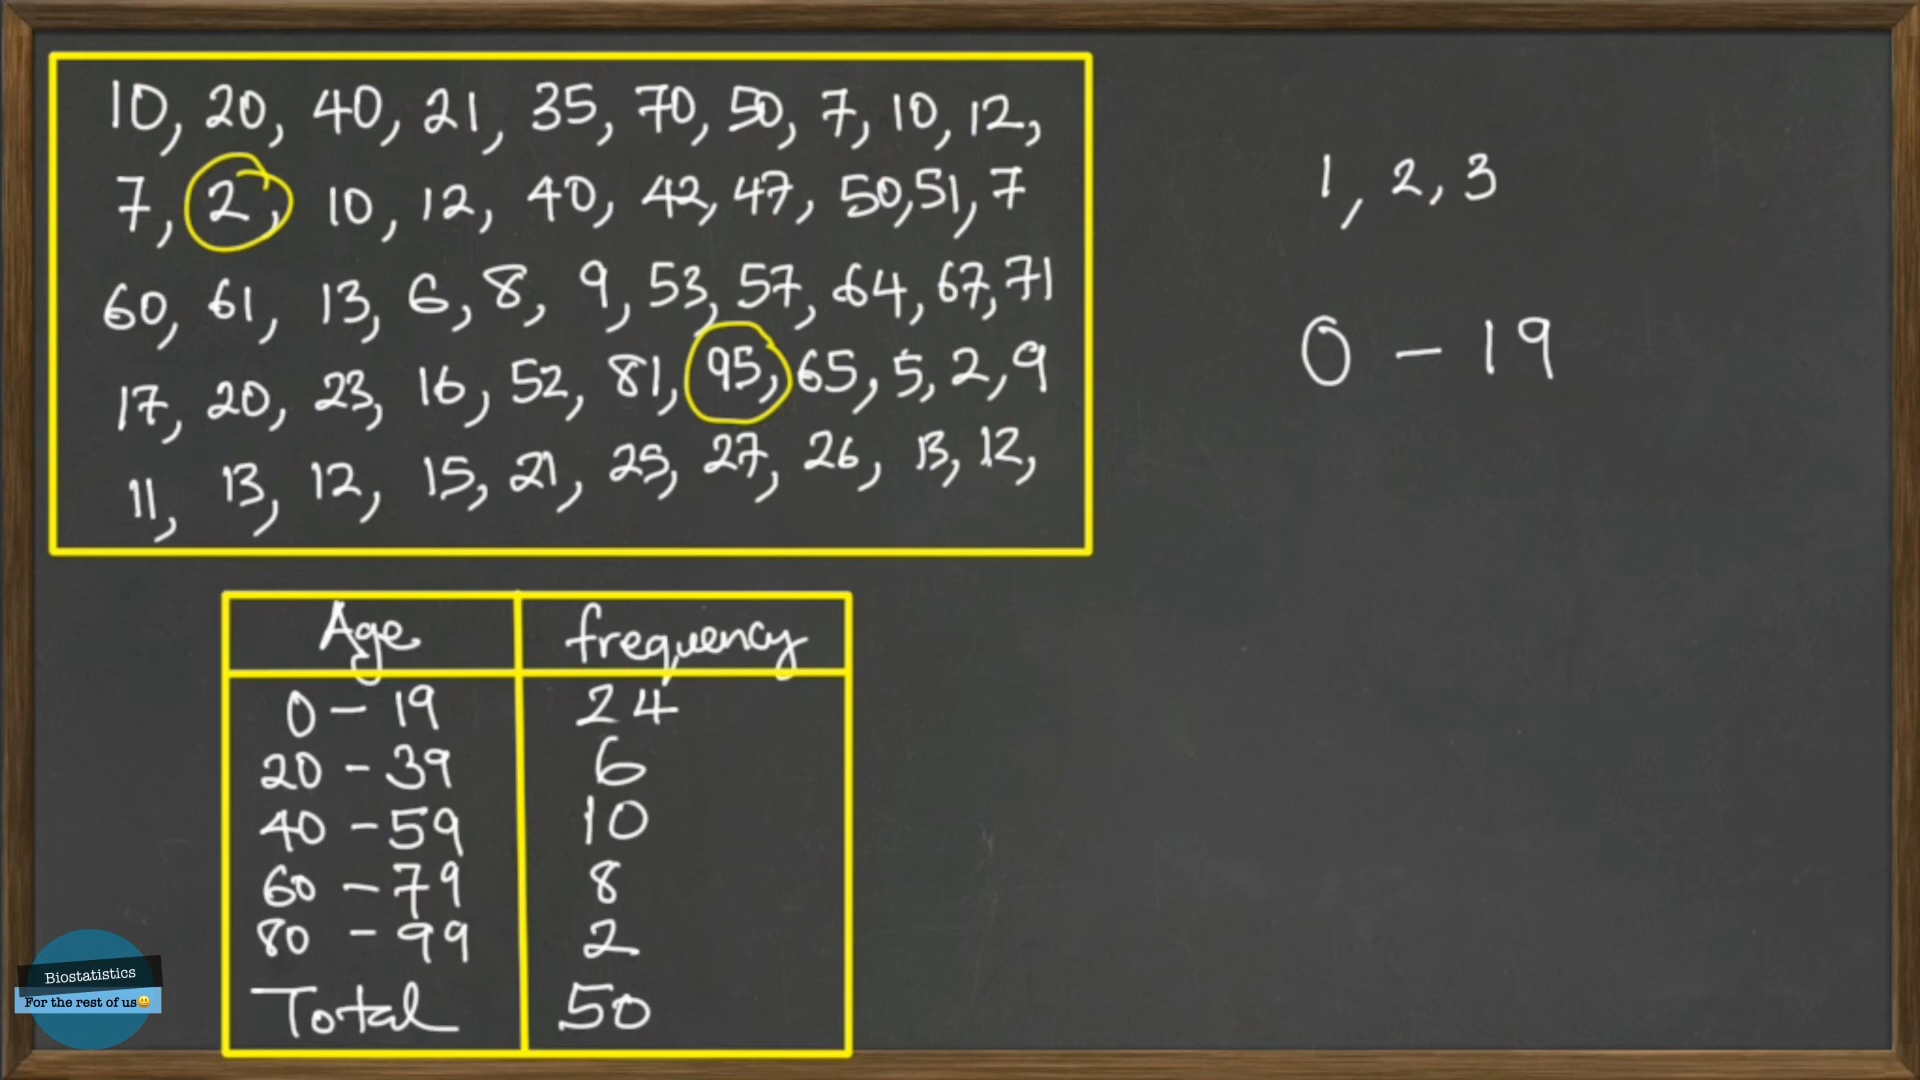 10, 20, 40, 21, 35, 70, 50, 7, 10, 12,
7, 2, 10, 12, 40, 42, 47, 50, 51, 7
60, 61, 13, 6, 8, 9, 53, 57, 64, 67, 71
17, 20, 23, 16, 52, 81, 95, 65, 5, 2, 9
11, 13, 12, 15, 21, 25, 27, 26, 13, 12,
1, 2, 3
0 - 19
Age frequency
0 - 19 24
20 - 39 6
40 - 59 10
60 - 79 8
80 - 99 2
Total 50
Biostatistics
For the rest of us😃